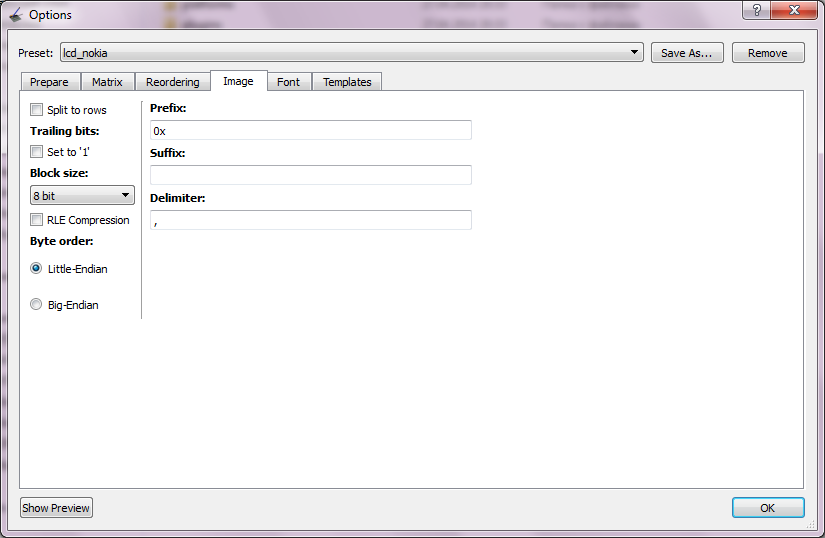 Options
?
Preset: lcd_nokia Save As... Remove
Prepare Matrix Reordering Image Font Templates
Split to rows
Trailing bits:
Set to '1'
Block size:
8 bit
RLE Compression
Byte order:
Little-Endian
Big-Endian
Prefix:
0x
Suffix:
Delimiter:
,
Show Preview OK